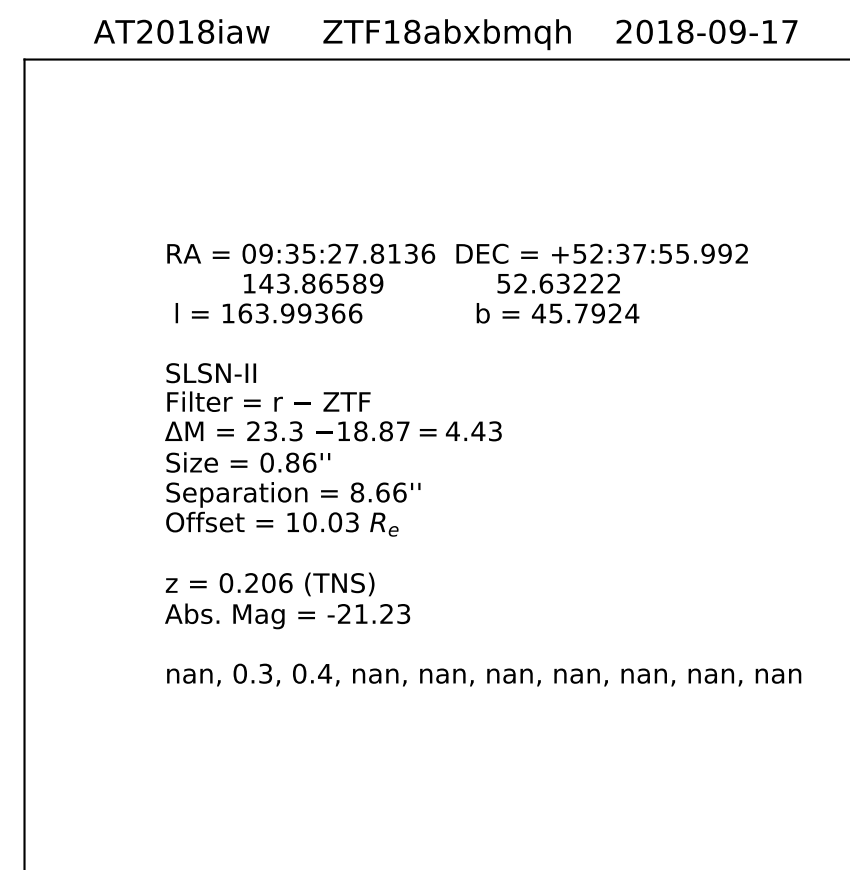 AT2018iaw ZTF18abxbmqh 2018-09-17
RA = 09:35:27.8136 DEC = +52:37:55.992
143.86589 52.63222
l = 163.99366 b = 45.7924
SLSN-II
Filter = r − ZTF
ΔM = 23.3 −18.87 = 4.43
Size = 0.86''
Separation = 8.66''
Offset = 10.03 Rₑ
z = 0.206 (TNS)
Abs. Mag = -21.23
nan, 0.3, 0.4, nan, nan, nan, nan, nan, nan, nan